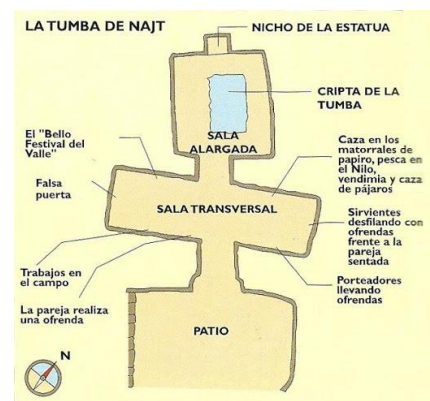 LA TUMBA DE NAJT
NICHO DE LA ESTATUA
CRIPTA DE LA
TUMBA
SALA
ALARGADA
El "Bello
Festival del
Valle"
Caza en los
matorrales de
papiro, pesca en
el Nilo,
vendimia y caza
de pájaros
Falsa
puerta
SALA TRANSVERSAL
Sirvientes
desfilando con
ofrendas
frente a la
pareja
sentada
Trabajos en
el campo
Porteadores
llevando
ofrendas
La pareja realiza
una ofrenda
PATIO
N